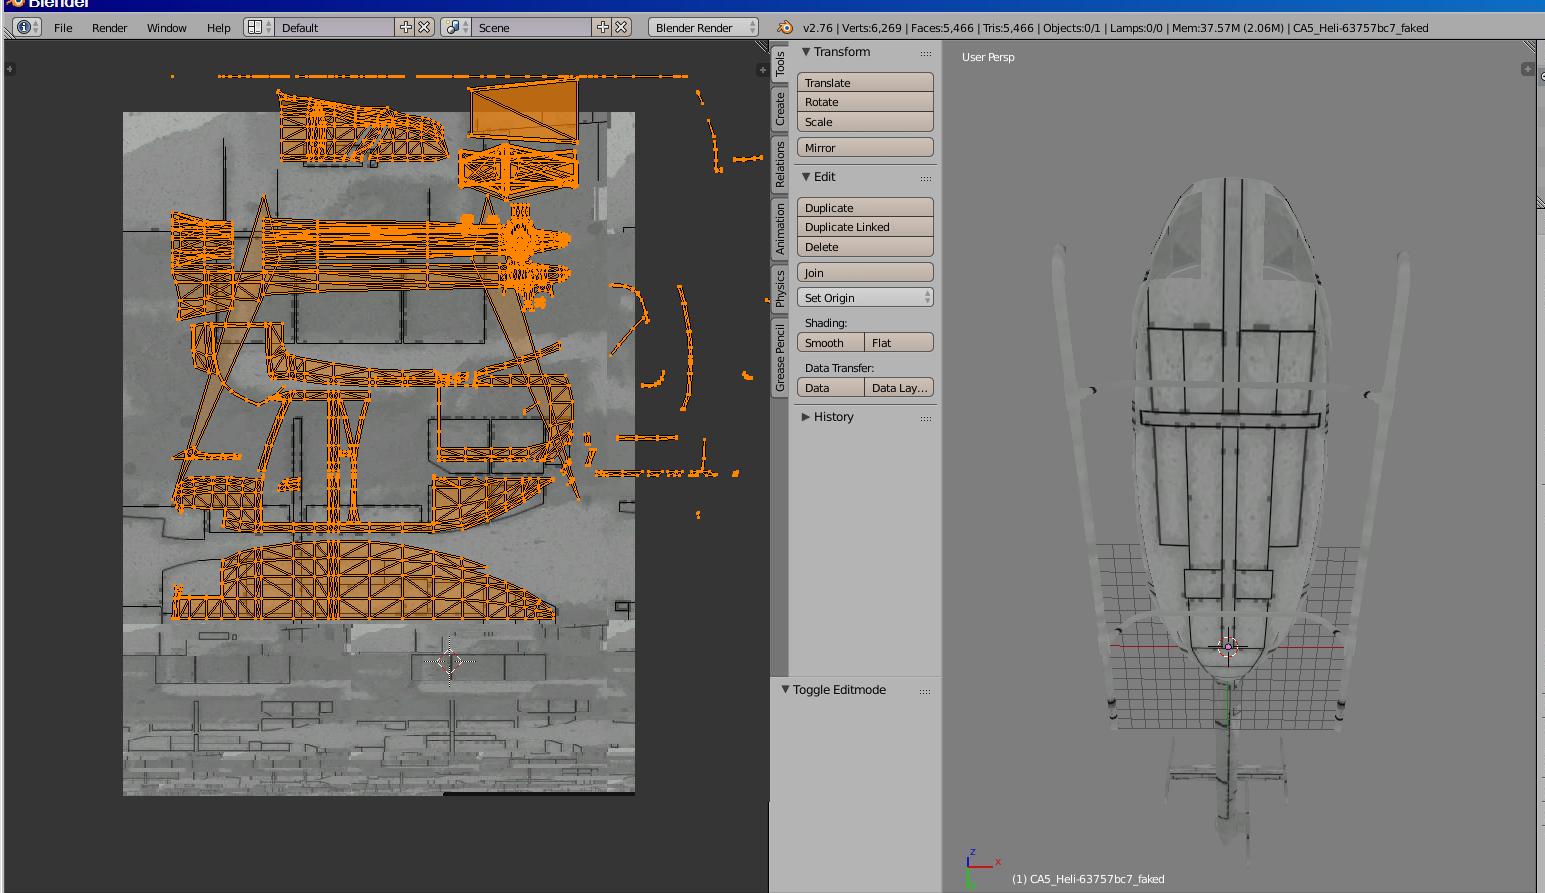 Blender
File Render Window Help Default Scene Blender Render v2.76 | Verts:6,269 | Faces:5,466 | Tris:5,466 | Objects:0/1 | Lamps:0/0 | Mem:37.57M (2.06M) | CA5_Heli-63757bc7_faked
Tools
Create
Relations
Animation
Physics
Grease Pencil
Transform
Translate
Rotate
Scale
Mirror
Edit
Duplicate
Duplicate Linked
Delete
Join
Set Origin
Shading:
Smooth Flat
Data Transfer:
Data Data Lay...
History
Toggle Editmode
User Persp
z
x
(1) CA5_Heli-63757bc7_faked